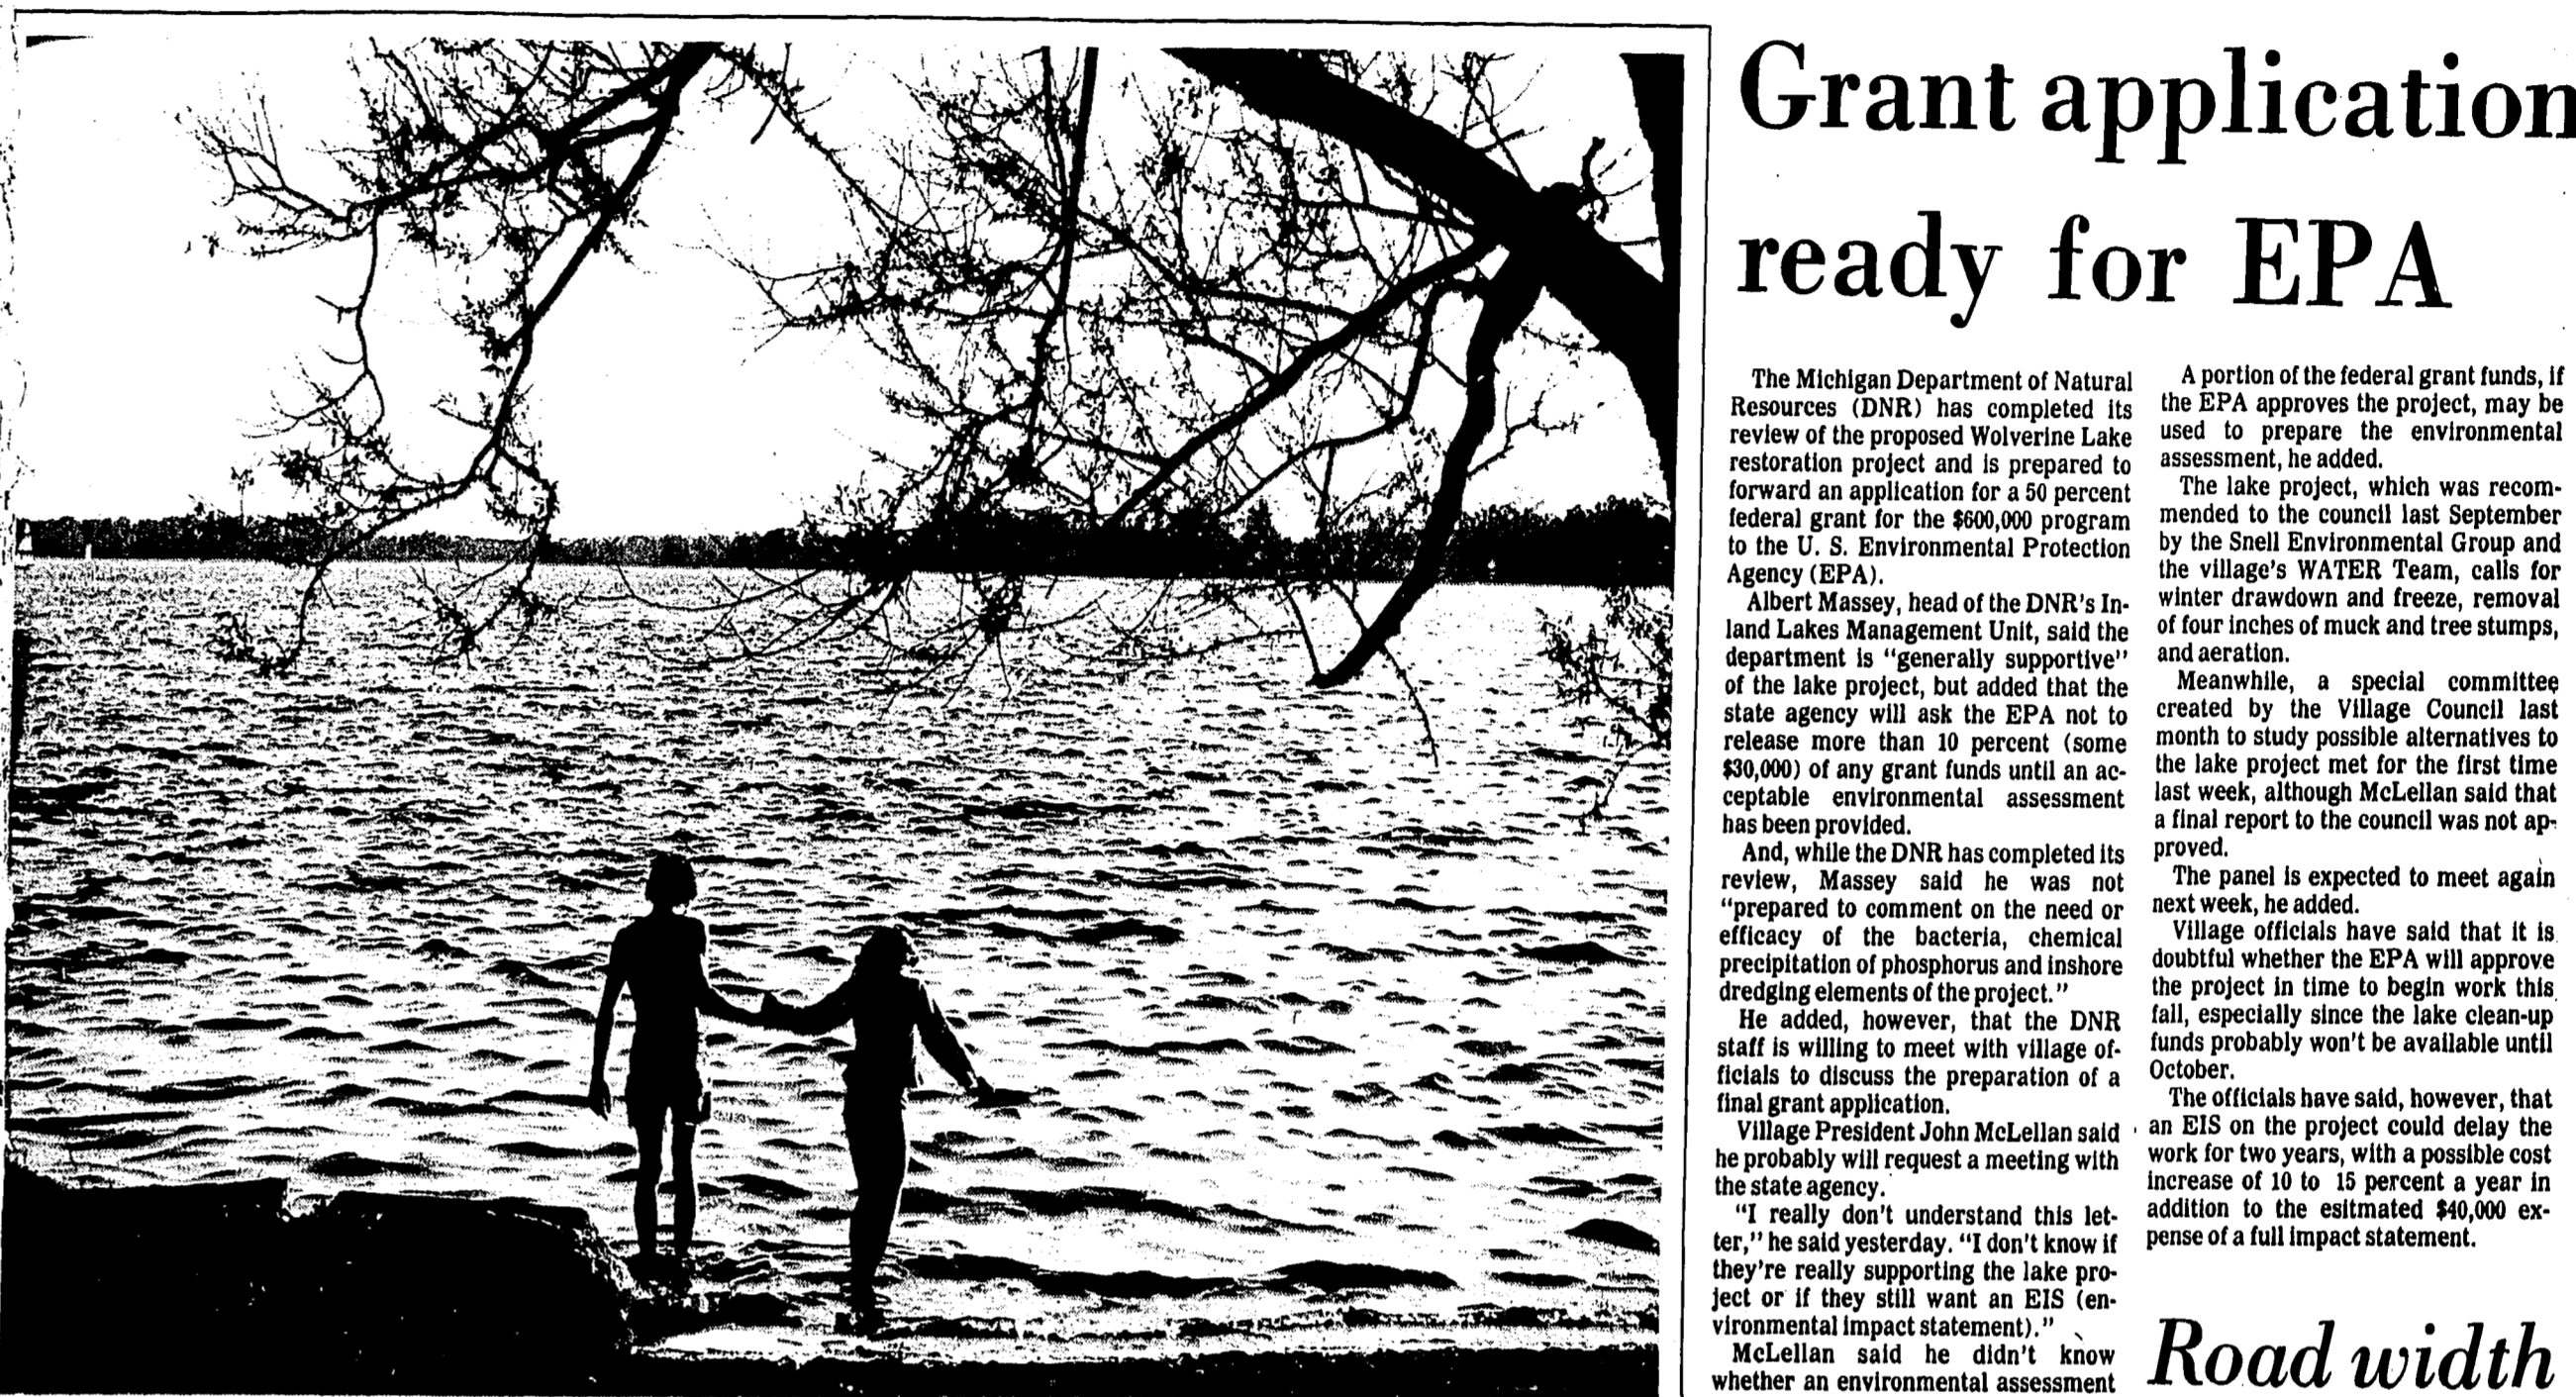 Grant application
ready for EPA
The Michigan Department of Natural
Resources (DNR) has completed its
review of the proposed Wolverine Lake
restoration project and is prepared to
forward an application for a 50 percent
federal grant for the $600,000 program
to the U. S. Environmental Protection
Agency (EPA).
Albert Massey, head of the DNR's In-
land Lakes Management Unit, said the
department is "generally supportive"
of the lake project, but added that the
state agency will ask the EPA not to
release more than 10 percent (some
$30,000) of any grant funds until an ac-
ceptable environmental assessment
has been provided.
And, while the DNR has completed its
review, Massey said he was not
"prepared to comment on the need or
efficacy of the bacteria, chemical
precipitation of phosphorus and inshore
dredging elements of the project."
He added, however, that the DNR
staff is willing to meet with village of-
ficials to discuss the preparation of a
final grant application.
Village President John McLellan said
he probably will request a meeting with
the state agency.
"I really don't understand this let-
ter," he said yesterday. "I don't know if
they're really supporting the lake pro-
ject or if they still want an EIS (en-
vironmental impact statement)."
McLellan said he didn't know
whether an environmental assessment
A portion of the federal grant funds, if
the EPA approves the project, may be
used to prepare the environmental
assessment, he added.
The lake project, which was recom-
mended to the council last September
by the Snell Environmental Group and
the village's WATER Team, calls for
winter drawdown and freeze, removal
of four inches of muck and tree stumps,
and aeration.
Meanwhile, a special committee
created by the Village Council last
month to study possible alternatives to
the lake project met for the first time
last week, although McLellan said that
a final report to the council was not ap-
proved.
The panel is expected to meet again
next week, he added.
Village officials have said that it is
doubtful whether the EPA will approve
the project in time to begin work this
fall, especially since the lake clean-up
funds probably won't be available until
October.
The officials have said, however, that
an EIS on the project could delay the
work for two years, with a possible cost
increase of 10 to 15 percent a year in
addition to the esitmated $40,000 ex-
pense of a full impact statement.
Road width